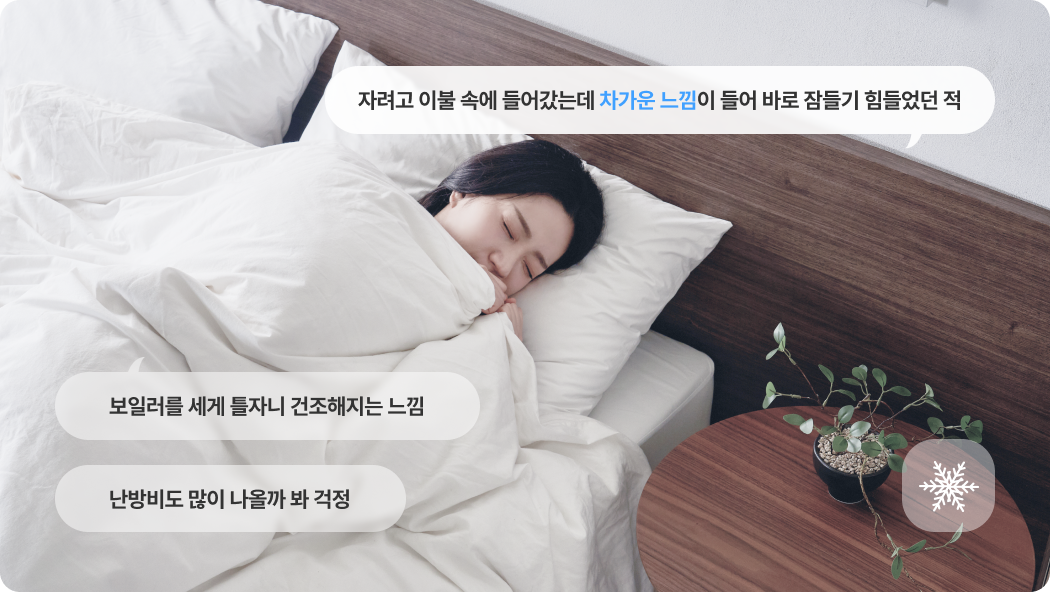 자려고 이불 속에 들어갔는데 차가운 느낌이 들어 바로 잠들기 힘들었던 적
보일러를 세게 틀자니 건조해지는 느낌
난방비도 많이 나올까 봐 걱정